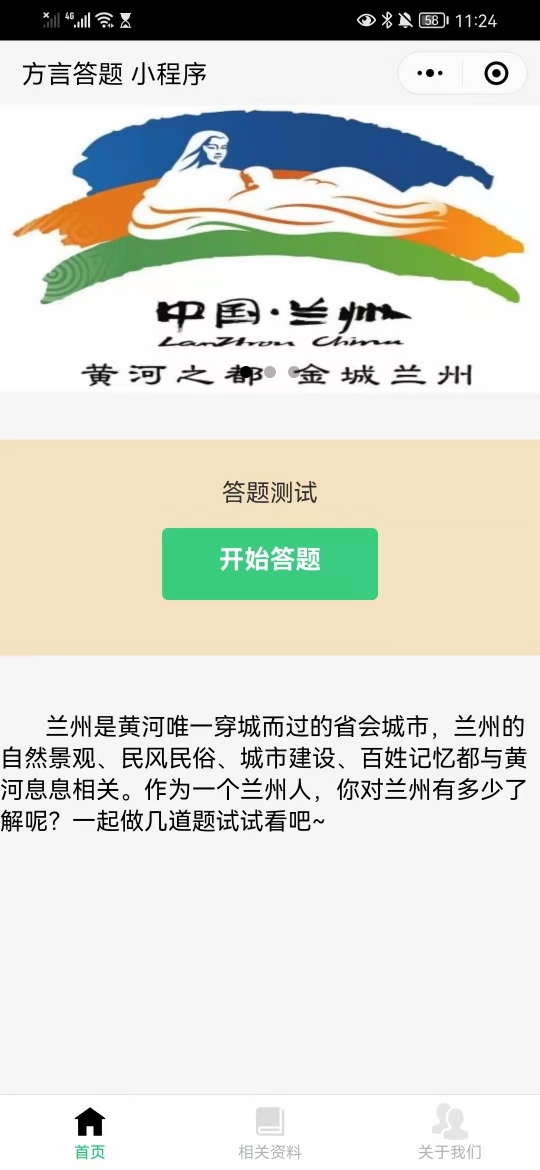 4G 58 11:24
方言答题 小程序
中国·兰州
LanZhou China
黄河之都 金城兰州
答题测试
开始答题
兰州是黄河唯一穿城而过的省会城市，兰州的
自然景观、民风民俗、城市建设、百姓记忆都与黄
河息息相关。作为一个兰州人，你对兰州有多少了
解呢？一起做几道题试试看吧~
首页 相关资料 关于我们